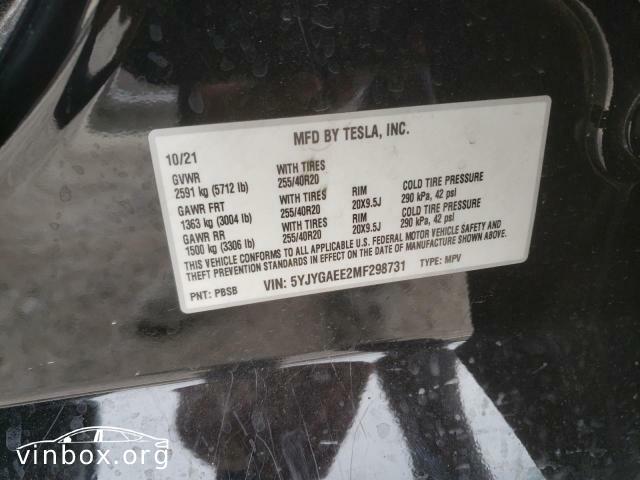 MFD BY TESLA, INC.
10/21
GVWR WITH TIRES
2591 kg (5712 lb) 255/40R20
GAWR FRT WITH TIRES RIM COLD TIRE PRESSURE
1363 kg (3004 lb) 255/40R20 20X9.5J 290 kPa, 42 psi
GAWR RR WITH TIRES RIM COLD TIRE PRESSURE
1500 kg (3306 lb) 255/40R20 20X9.5J 290 kPa, 42 psi
THIS VEHICLE CONFORMS TO ALL APPLICABLE U.S. FEDERAL MOTOR VEHICLE SAFETY AND
THEFT PREVENTION STANDARDS IN EFFECT ON THE DATE OF MANUFACTURE SHOWN ABOVE.
PNT: PBSB VIN: 5YJYGAEE2MF298731 TYPE: MPV
vinbox.org